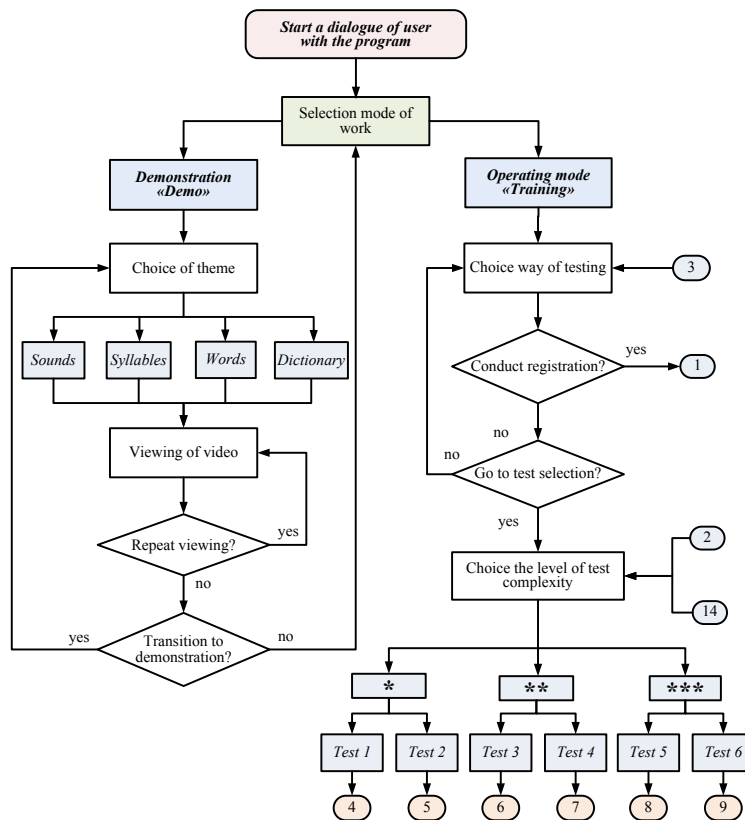 Start a dialogue of user
with the program
Selection mode of
work
Demonstration
«Demo»
Operating mode
«Training»
Choice of theme
Choice way of testing
3
Sounds
Syllables
Words
Dictionary
Conduct registration?
yes
1
no
Viewing of video
no
Go to test selection?
yes
Repeat viewing?
yes
no
2
Choice the level of test
complexity
14
yes
Transition to
demonstration?
no
*
**
***
Test 1
Test 2
Test 3
Test 4
Test 5
Test 6
4
5
6
7
8
9